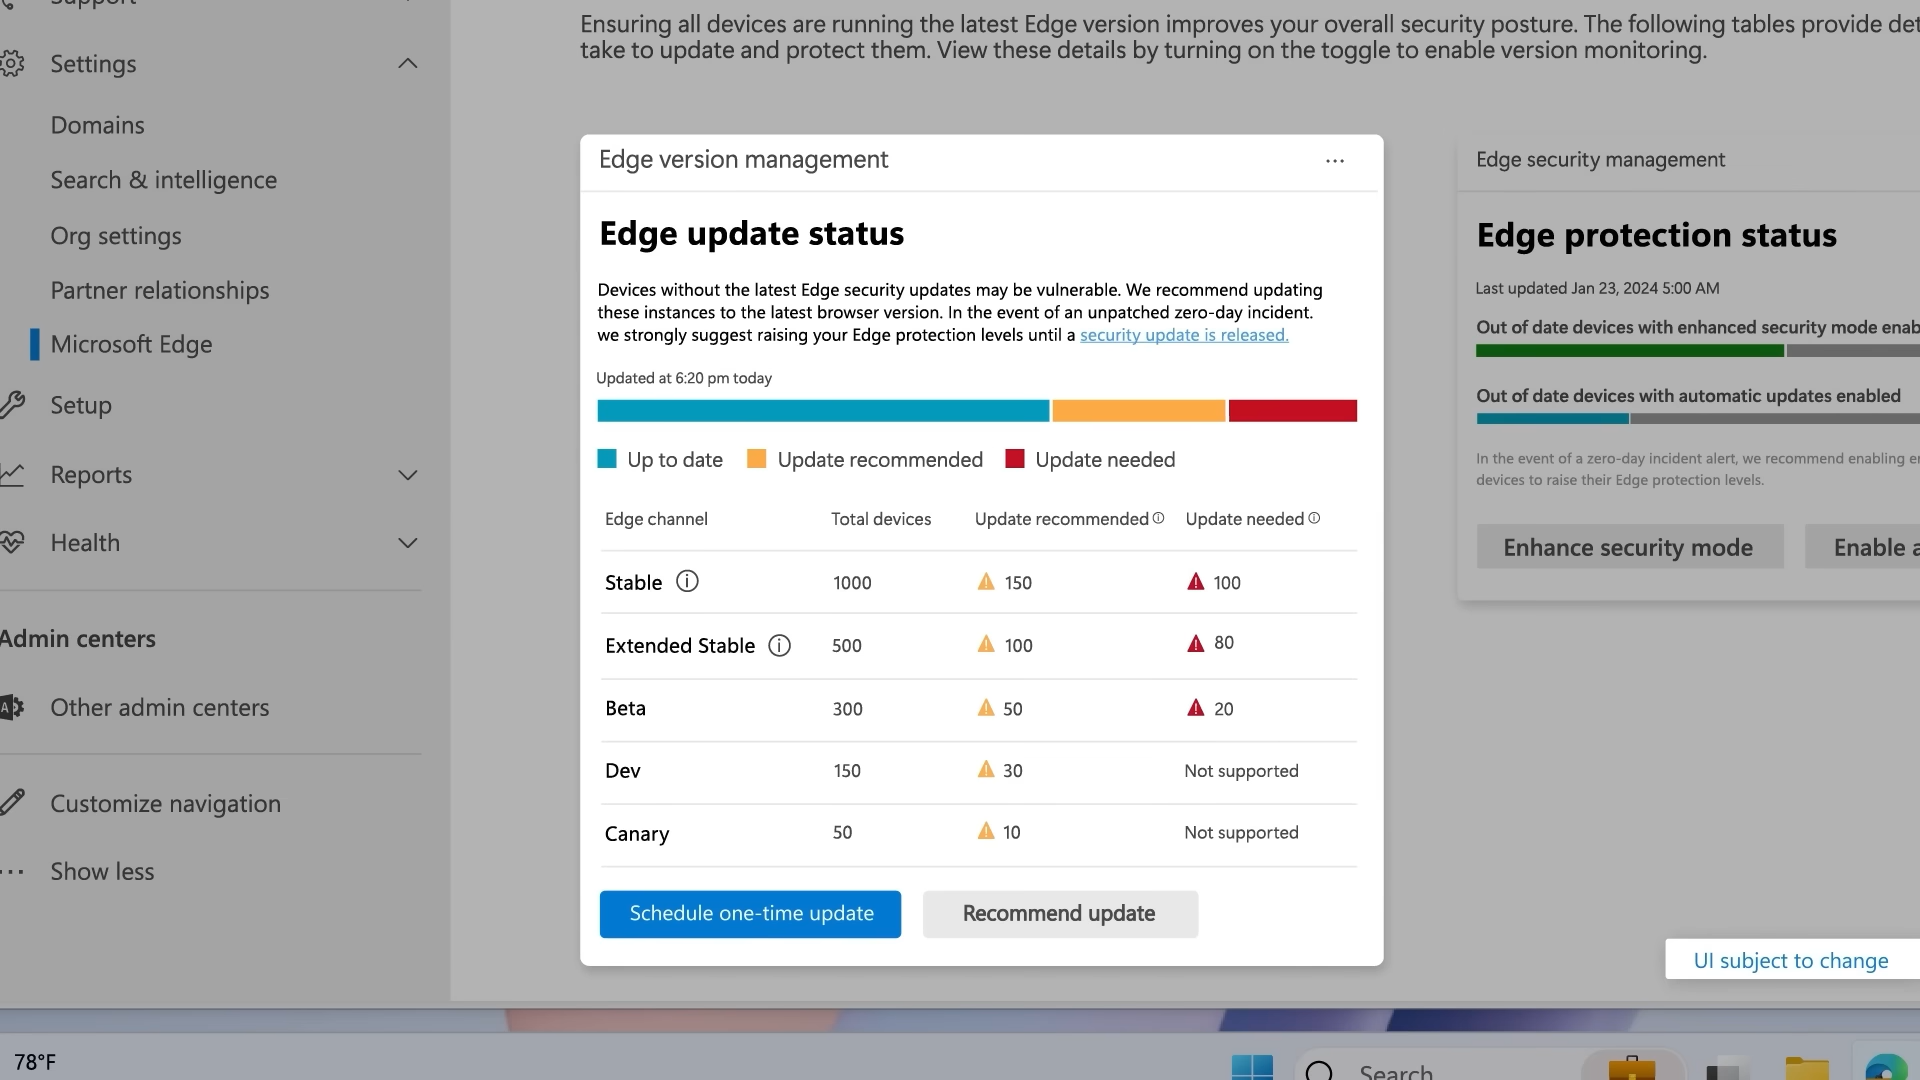 Support
Settings
Domains
Search & intelligence
Org settings
Partner relationships
Microsoft Edge
Setup
Reports
Health
Admin centers
Other admin centers
Customize navigation
Show less
Ensuring all devices are running the latest Edge version improves your overall security posture. The following tables provide
take to update and protect them. View these details by turning on the toggle to enable version monitoring.
Edge version management
Edge update status
Devices without the latest Edge security updates may be vulnerable. We recommend updating
these instances to the latest browser version. In the event of an unpatched zero-day incident.
we strongly suggest raising your Edge protection levels until a security update is released.
Updated at 6:20 pm today
Up to date Update recommended Update needed
Edge channel Total devices Update recommended Update needed
Stable 1000 150 100
Extended Stable 500 100 80
Beta 300 50 20
Dev 150 30 Not supported
Canary 50 10 Not supported
Schedule one-time update Recommend update
Edge security management
Edge protection status
Last updated Jan 23, 2024 5:00 AM
Out of date devices with enhanced security mode
Out of date devices with automatic updates enabled
In the event of a zero-day incident alert, we recommend enabling
devices to raise their Edge protection levels.
Enhance security mode Enable
UI subject to change
78°F
Search